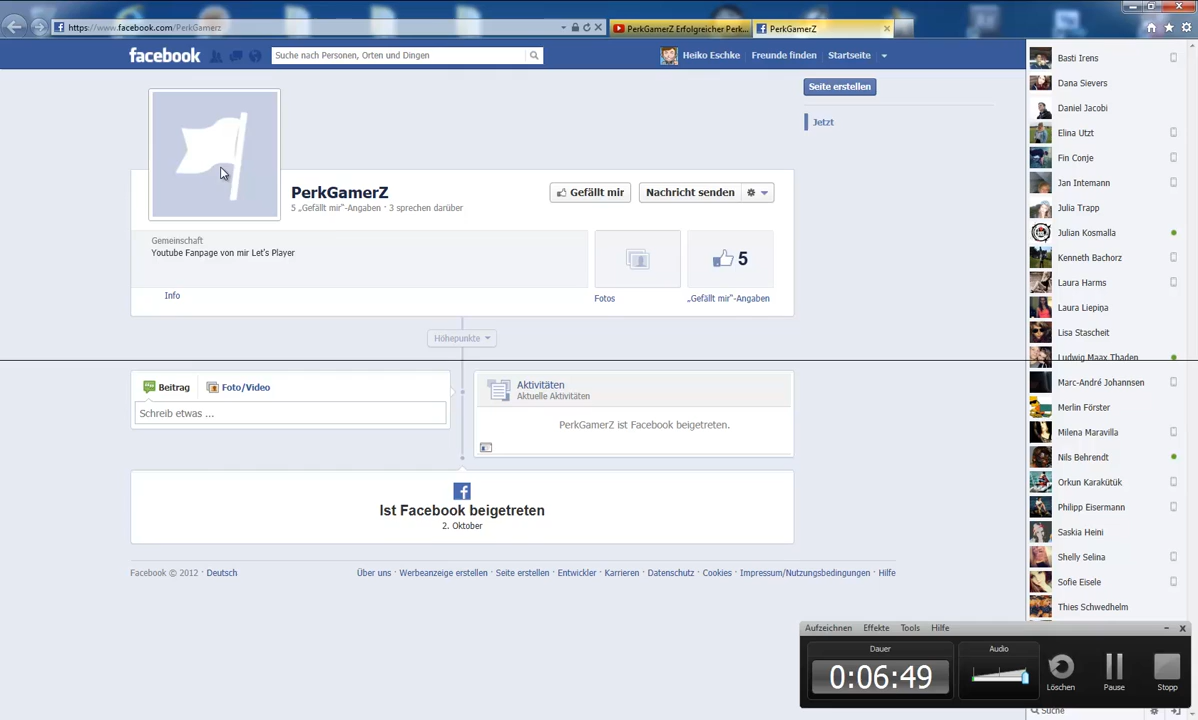 https://www.facebook.com/PerkGamerz
PerkGamerZ Erfolgreicher Perk...
PerkGamerZ
facebook
Suche nach Personen, Orten und Dingen
Heiko Eschke
Freunde finden
Startseite
Seite erstellen
Jetzt
PerkGamerZ
5 „Gefällt mir"-Angaben · 3 sprechen darüber
Gefällt mir
Nachricht senden
Gemeinschaft
Youtube Fanpage von mir Let's Player
Info
Fotos
5
„Gefällt mir"-Angaben
Höhepunkte
Beitrag
Foto/Video
Schreib etwas ...
Aktivitäten
Aktuelle Aktivitäten
PerkGamerZ ist Facebook beigetreten.
Ist Facebook beigetreten
2. Oktober
Facebook © 2012 · Deutsch
Über uns · Werbeanzeige erstellen · Seite erstellen · Entwickler · Karrieren · Datenschutz · Cookies · Impressum/Nutzungsbedingungen · Hilfe
Basti Irens
Dana Sievers
Daniel Jacobi
Elina Utzt
Fin Conje
Jan Intemann
Julia Trapp
Julian Kosmalla
Kenneth Bachorz
Laura Harms
Laura Liepiņa
Lisa Stascheit
Ludwig Maax Thaden
Marc-André Johannsen
Merlin Förster
Milena Maravilla
Nils Behrendt
Orkun Karakütük
Philipp Eisermann
Saskia Heini
Shelly Selina
Sofie Eisele
Thies Schwedhelm
Aufzeichnen Effekte Tools Hilfe
Dauer
0:06:49
Audio
Löschen
Pause
Stopp
Suche